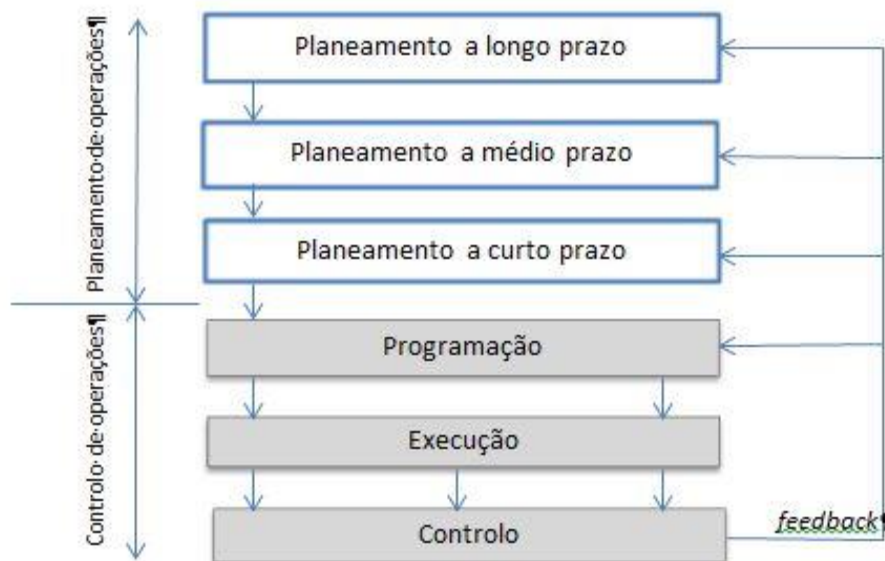 Planeamento de operações¶
Planeamento a longo prazo
Planeamento a médio prazo
Planeamento a curto prazo
Controlo de operações¶
Programação
Execução
Controlo
feedback¶